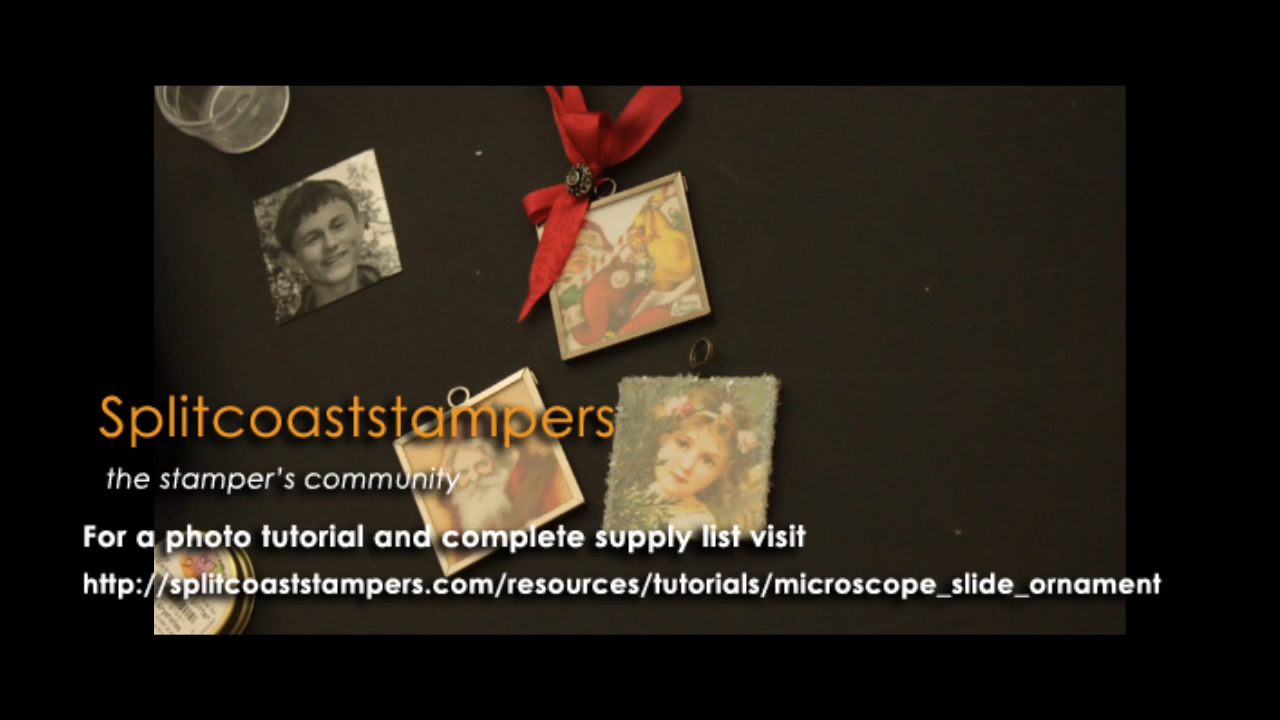 Splitcoaststampers
the stamper's community
For a photo tutorial and complete supply list visit
http://splitcoaststampers.com/resources/tutorials/microscope_slide_ornament